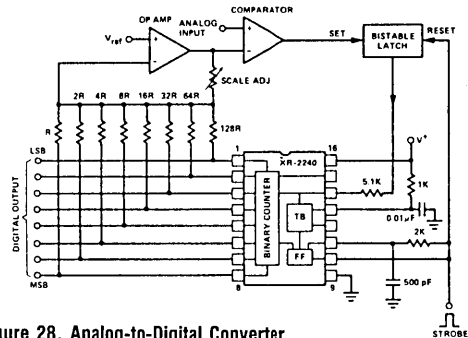 COMPARATOR
OP AMP
ANALOG INPUT
BISTABLE LATCH
RESET
SET
Vref
+
-
+
-
SCALE ADJ
R 2R 4R 8R 16R 32R 64R 128R
V+
LSB
1
16
XR-2240
DIGITAL OUTPUT
BINARY COUNTER
TB
FF
5.1K
1K
0.01µF
2K
500 pF
MSB
8
9
STROBE
ure 28. Analog-to-Digital Converter